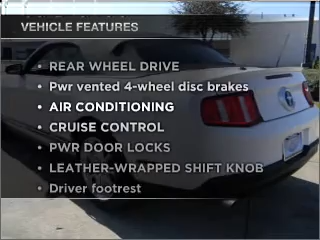 VEHICLE FEATURES
• REAR WHEEL DRIVE
• Pwr vented 4-wheel disc brakes
• AIR CONDITIONING
• CRUISE CONTROL
• PWR DOOR LOCKS
• LEATHER-WRAPPED SHIFT KNOB
• Driver footrest